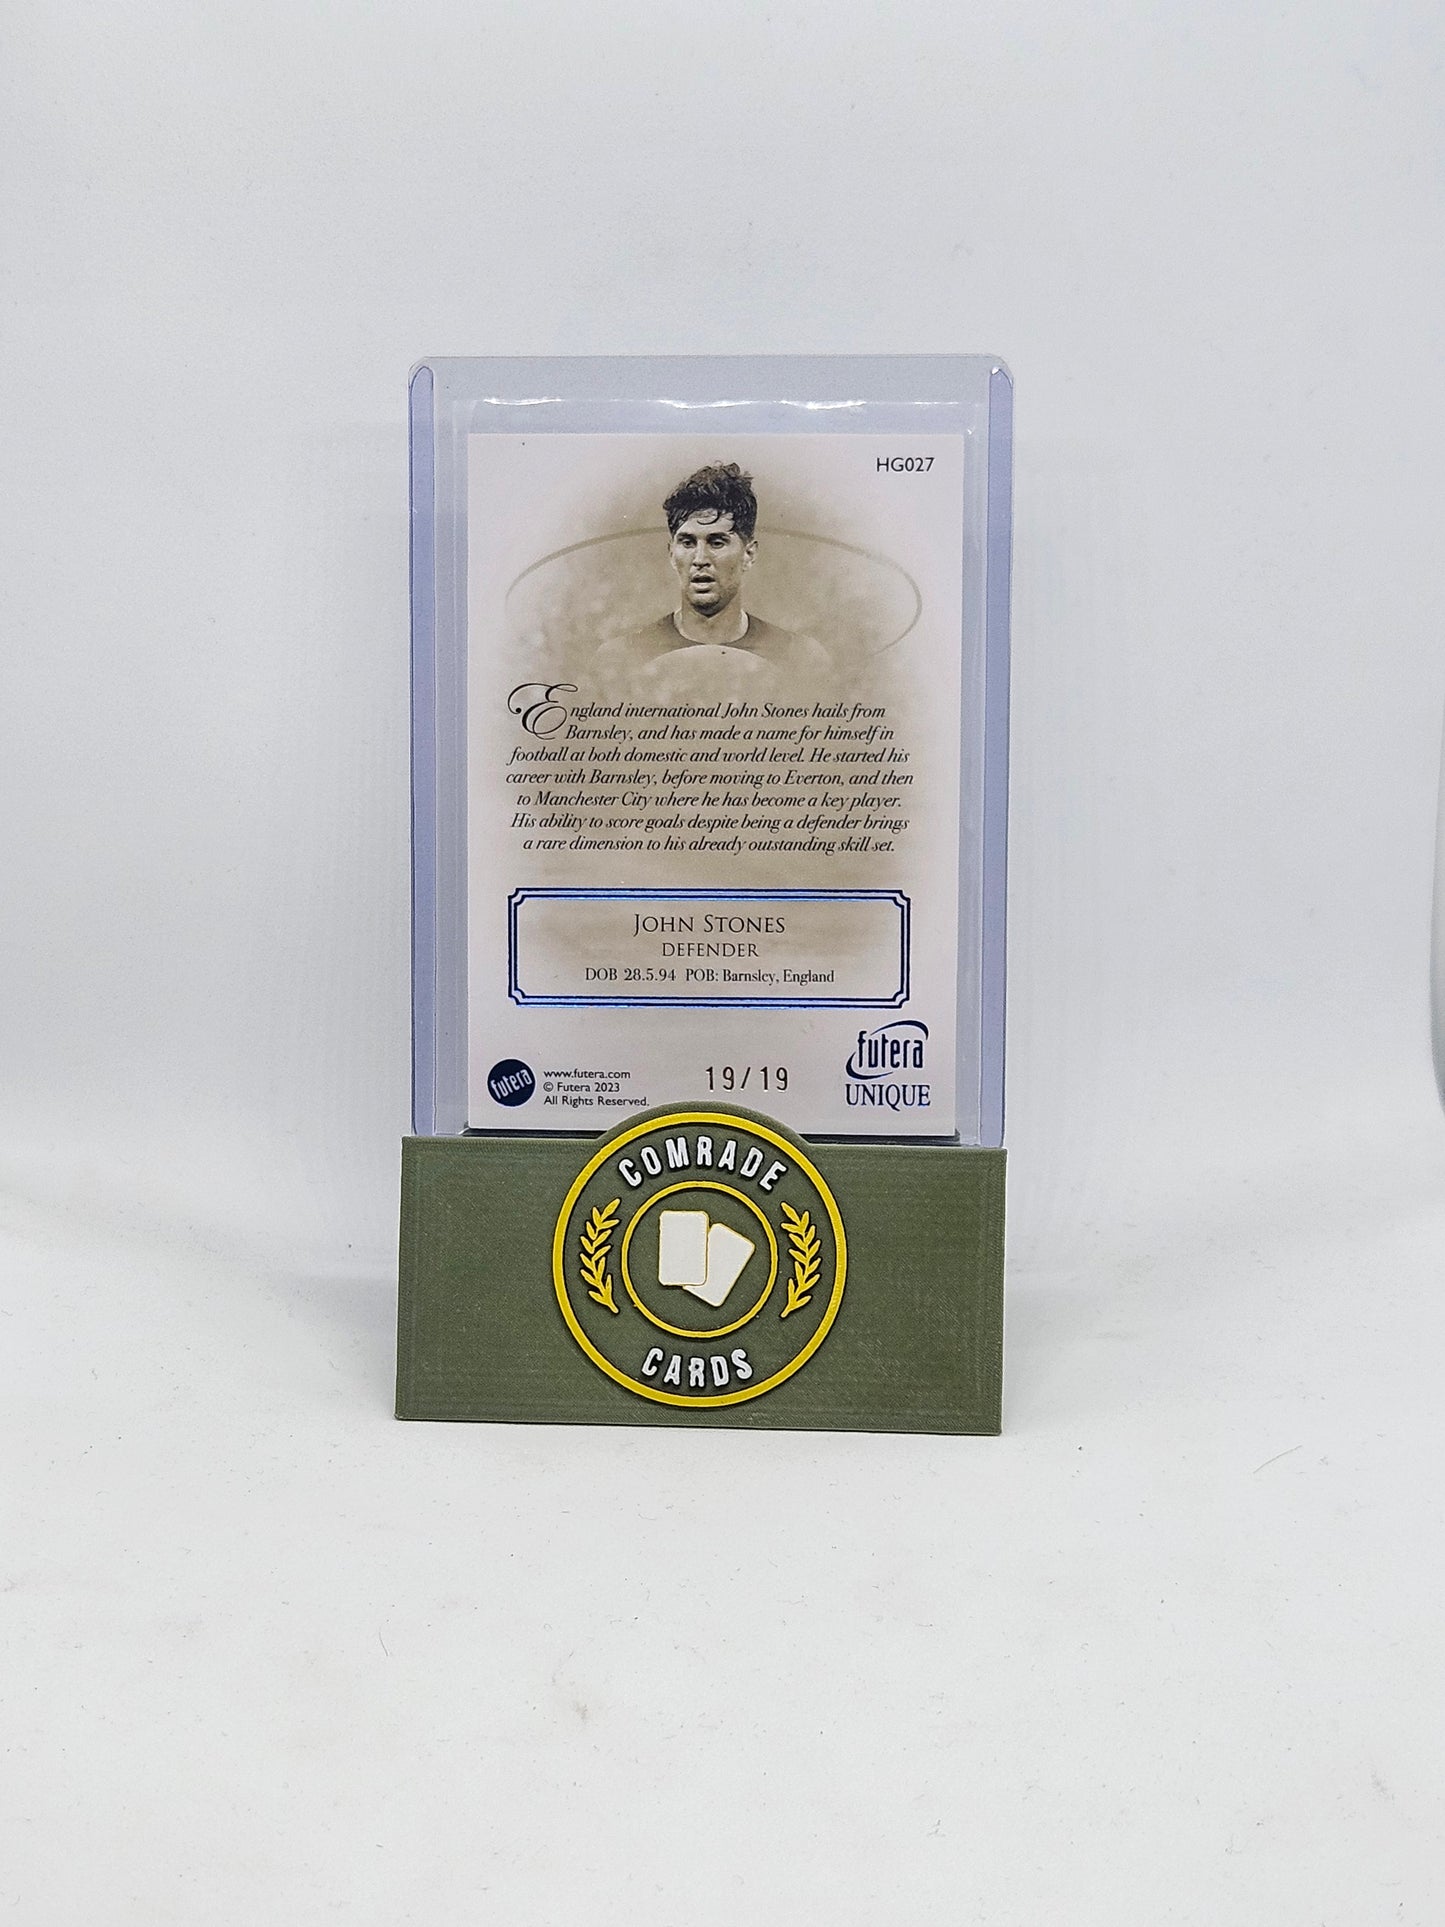 HG027
England international John Stones hails from
Barnsley, and has made a name for himself in
football at both domestic and world level. He started his
career with Barnsley, before moving to Everton, and then
to Manchester City where he has become a key player.
His ability to score goals despite being a defender brings
a rare dimension to his already outstanding skill set.
JOHN STONES
DEFENDER
DOB 28.5.94 POB: Barnsley, England
futera
www.futera.com
© Futera 2023
All Rights Reserved.
19/19
futera
UNIQUE
COMRADE
CARDS